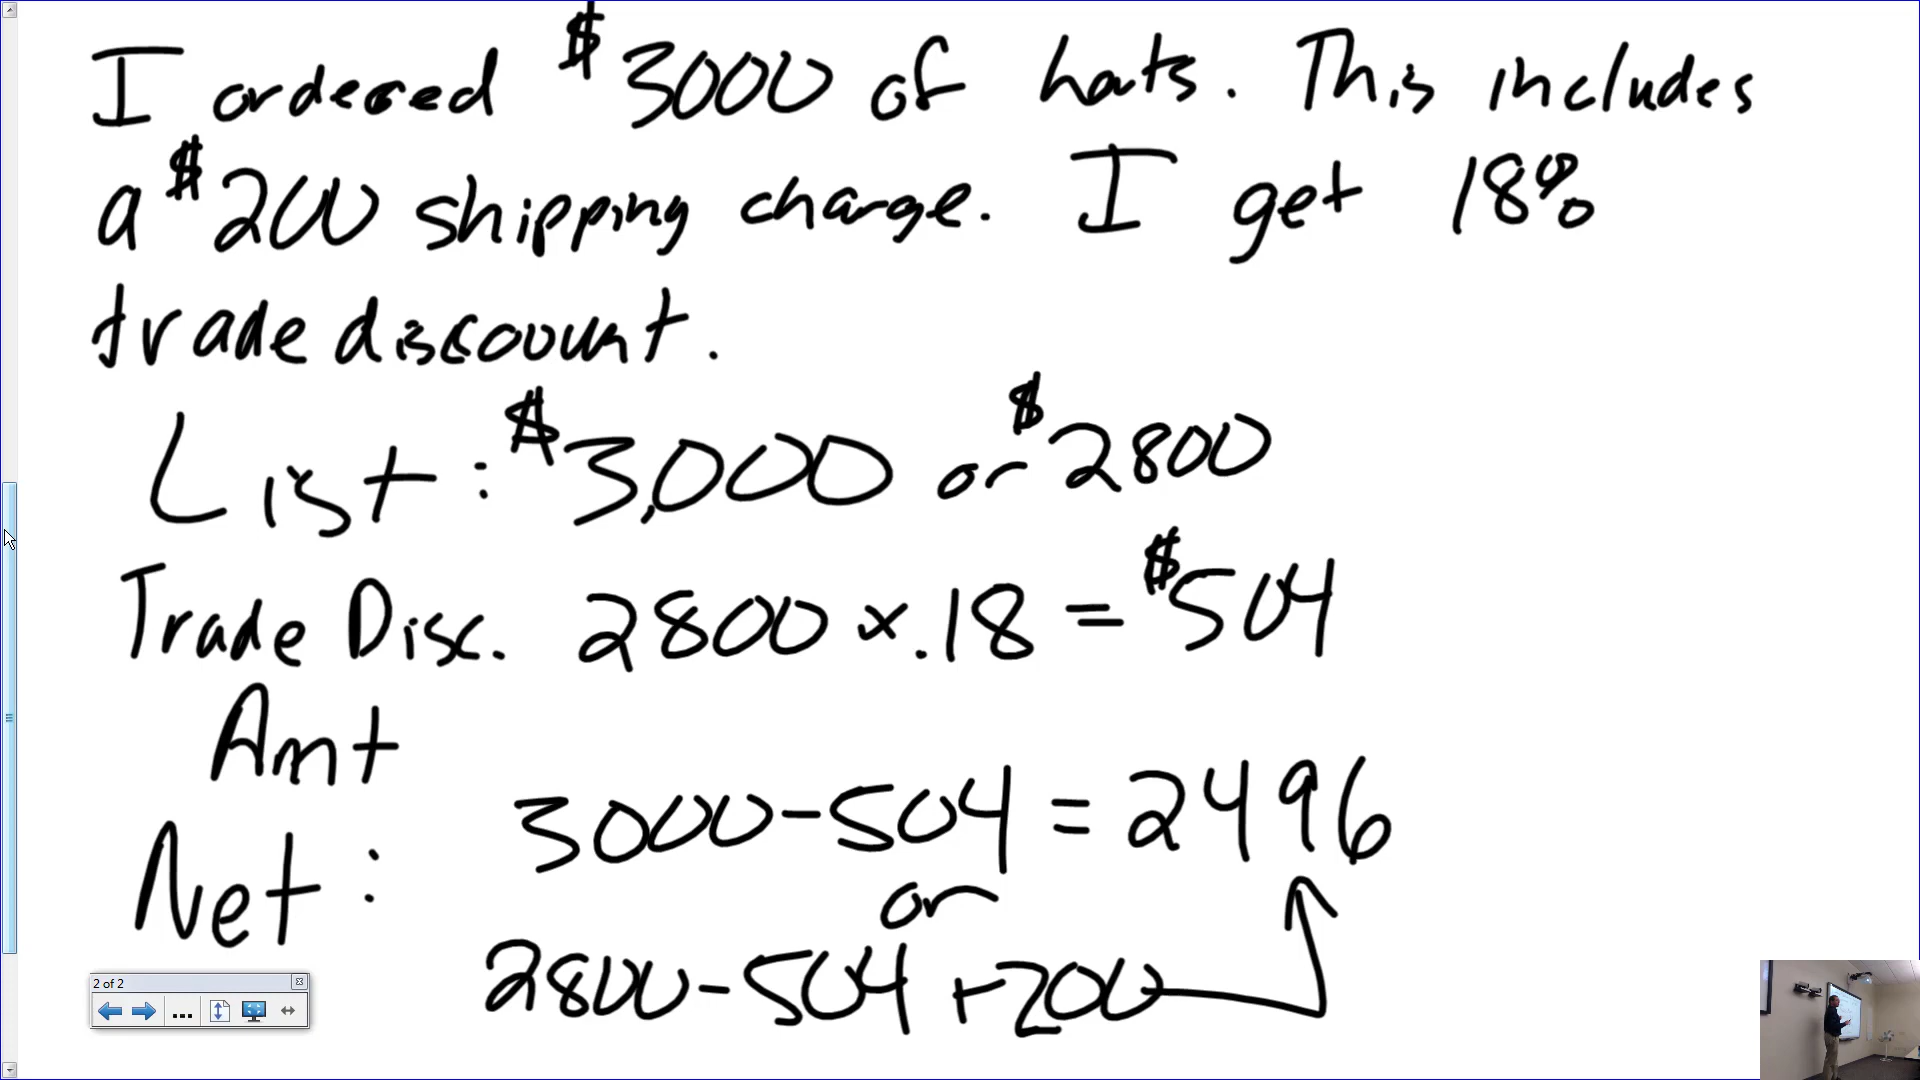 I ordered $3000 of hats. This includes
a $200 shipping charge. I get 18%
trade discount.
List: $3,000 or $2800
Trade Disc. 2800 x .18 = $504
Amt
Net: 3000-504 = 2496
or
2800-504+200
2 of 2
...